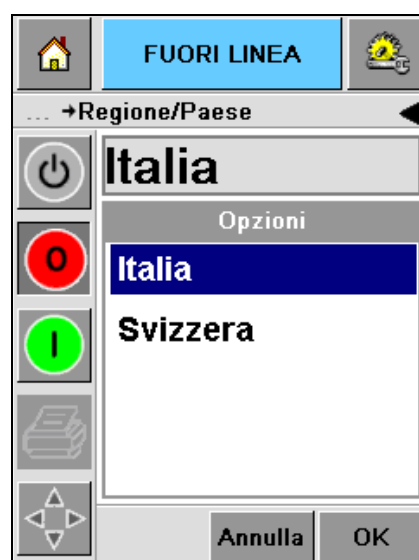 FUORI LINEA
... →Regione/Paese
Italia
Opzioni
Italia
Svizzera
O
I
Annulla
OK